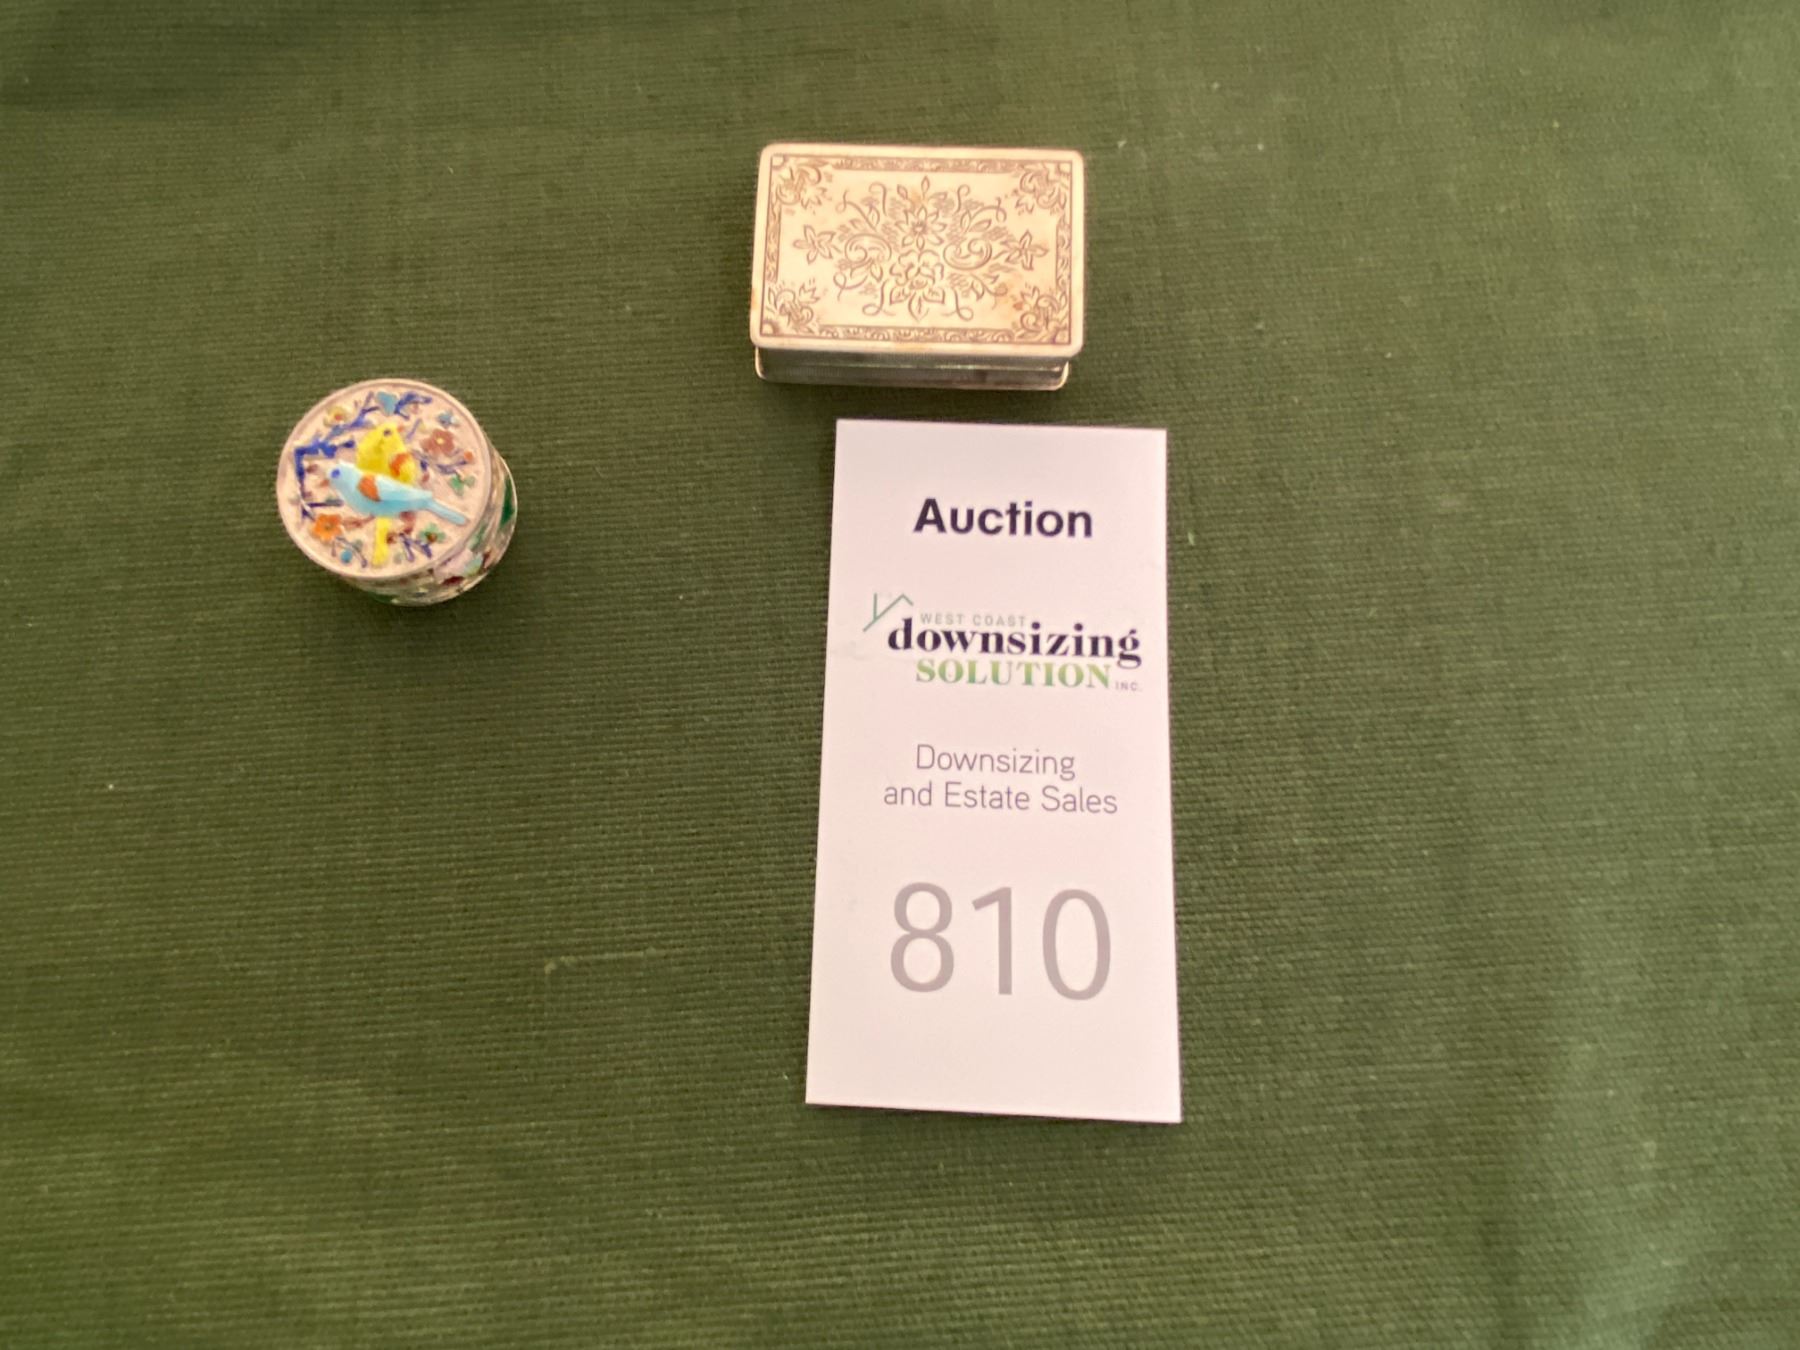 Auction
WEST COAST
downsizing
SOLUTION INC.
Downsizing
and Estate Sales
810